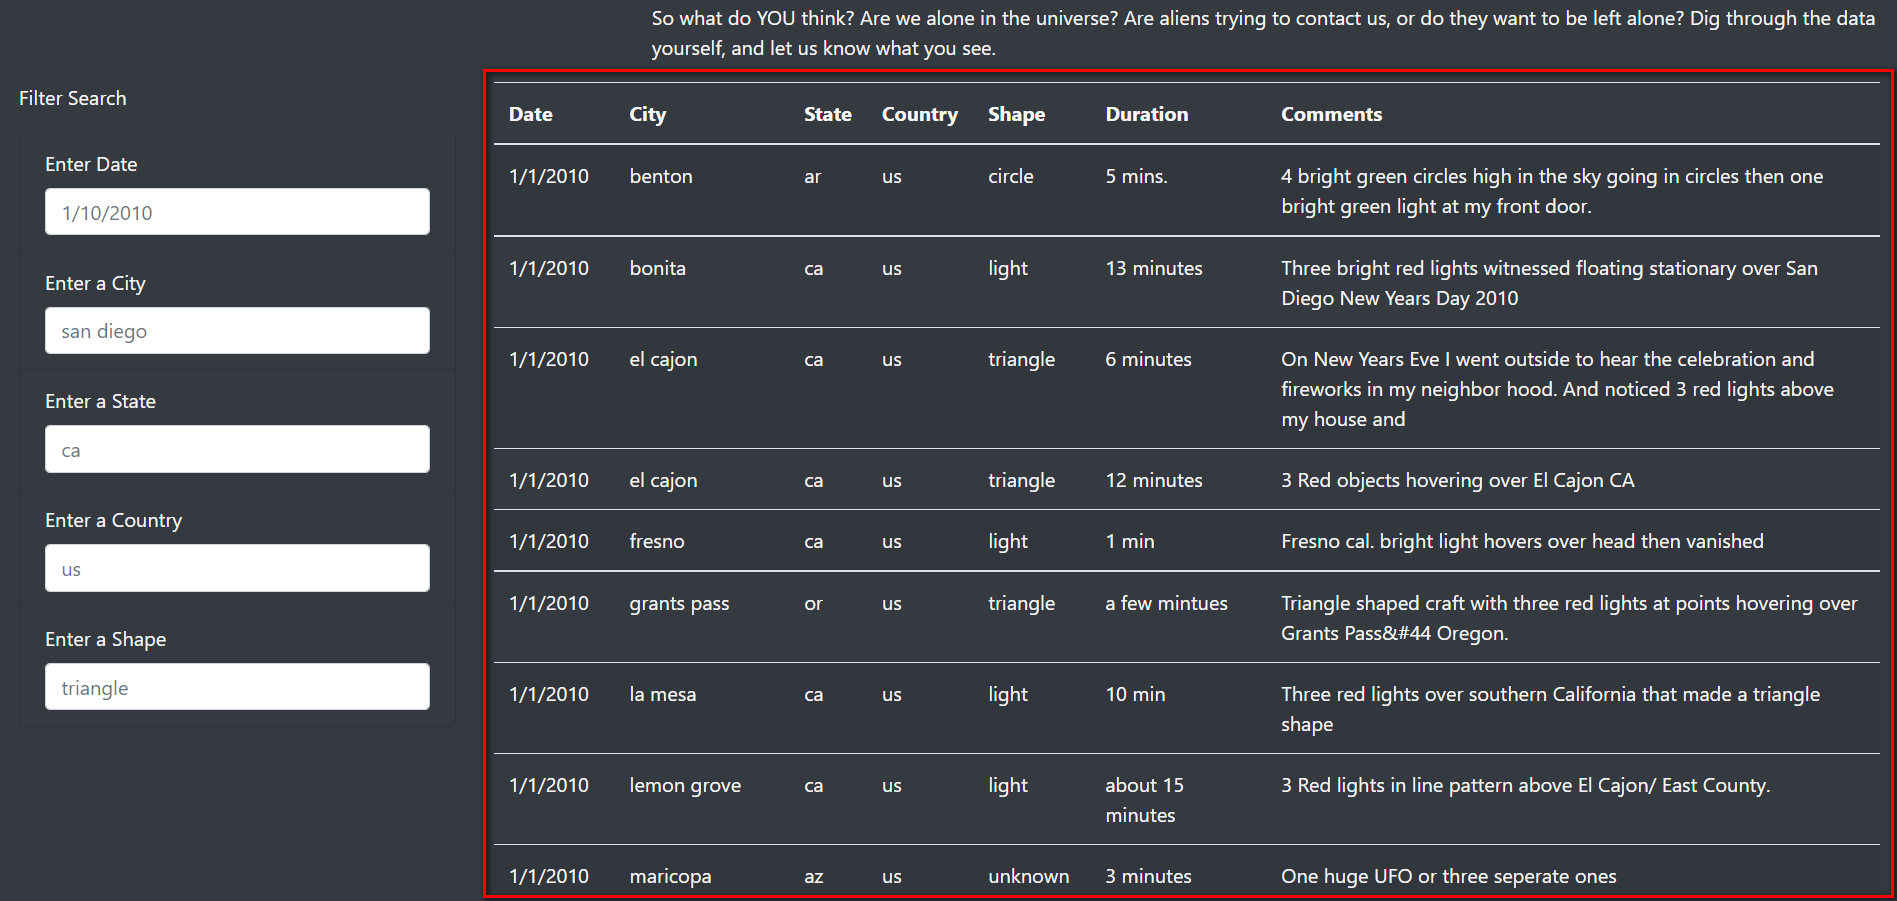 So what do YOU think? Are we alone in the universe? Are aliens trying to contact us, or do they want to be left alone? Dig through the data
yourself, and let us know what you see.
Filter Search
Enter Date
1/10/2010
Enter a City
san diego
Enter a State
ca
Enter a Country
us
Enter a Shape
triangle
Date City State Country Shape Duration Comments
1/1/2010 benton ar us circle 5 mins. 4 bright green circles high in the sky going in circles then one
bright green light at my front door.
1/1/2010 bonita ca us light 13 minutes Three bright red lights witnessed floating stationary over San
Diego New Years Day 2010
1/1/2010 el cajon ca us triangle 6 minutes On New Years Eve I went outside to hear the celebration and
fireworks in my neighbor hood. And noticed 3 red lights above
my house and
1/1/2010 el cajon ca us triangle 12 minutes 3 Red objects hovering over El Cajon CA
1/1/2010 fresno ca us light 1 min Fresno cal. bright light hovers over head then vanished
1/1/2010 grants pass or us triangle a few mintues Triangle shaped craft with three red lights at points hovering over
Grants Pass&#44 Oregon.
1/1/2010 la mesa ca us light 10 min Three red lights over southern California that made a triangle
shape
1/1/2010 lemon grove ca us light about 15 3 Red lights in line pattern above El Cajon/ East County.
minutes
1/1/2010 maricopa az us unknown 3 minutes One huge UFO or three seperate ones